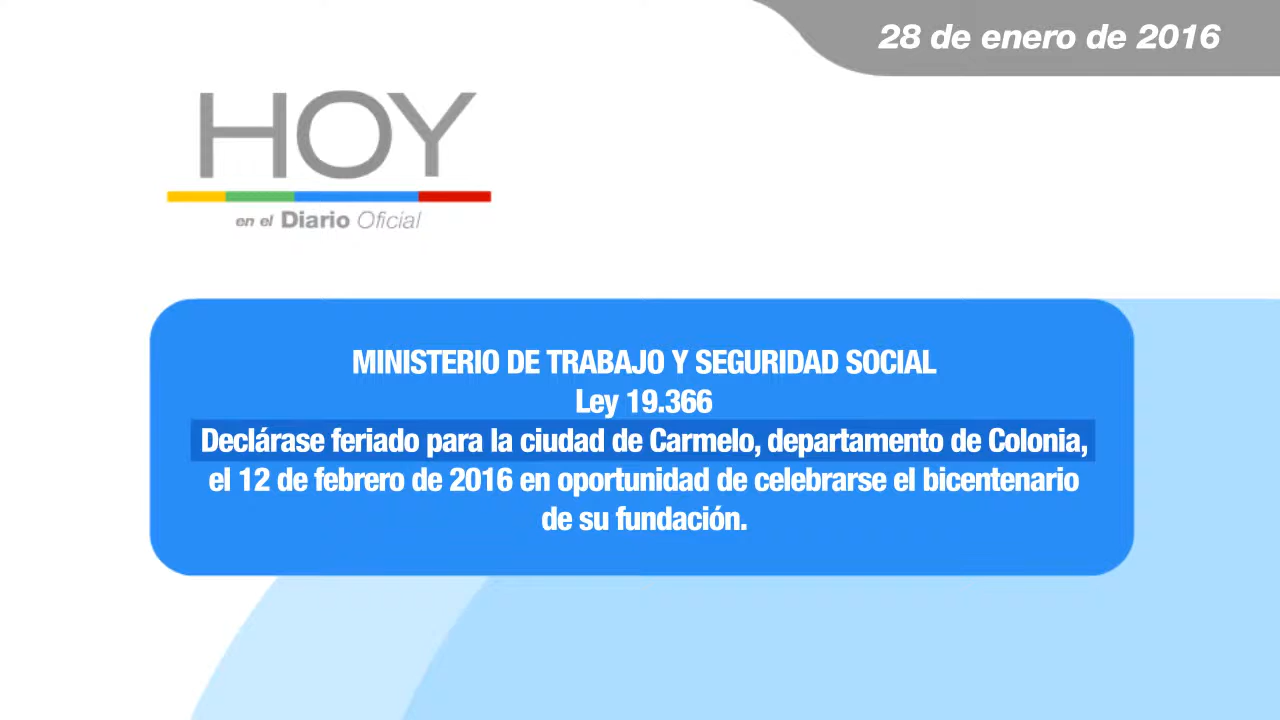 28 de enero de 2016
HOY
en el Diario Oficial
MINISTERIO DE TRABAJO Y SEGURIDAD SOCIAL
Ley 19.366
Declárase feriado para la ciudad de Carmelo, departamento de Colonia,
el 12 de febrero de 2016 en oportunidad de celebrarse el bicentenario
de su fundación.